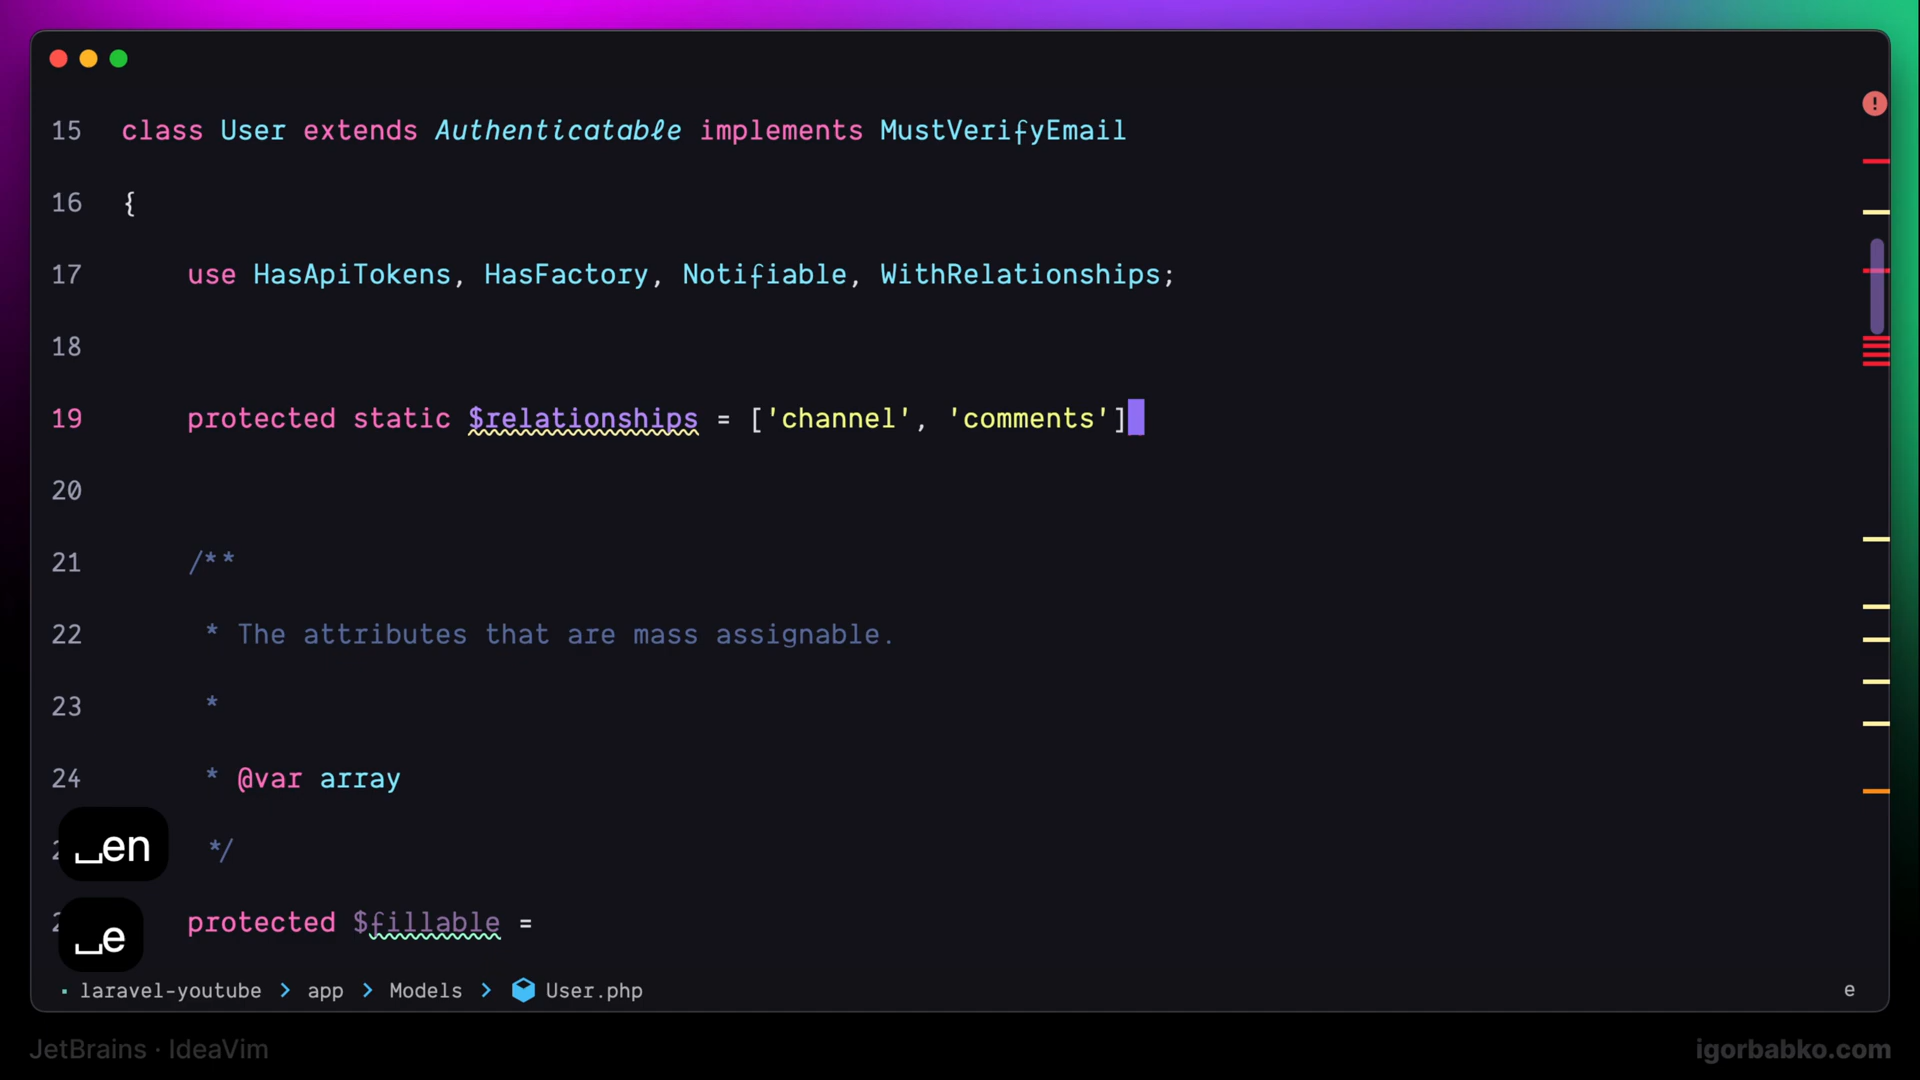 15 class User extends Authenticatable implements MustVerifyEmail
16 {
17 use HasApiTokens, HasFactory, Notifiable, WithRelationships;
18
19 protected static $relationships = ['channel', 'comments']
20
21 /**
22 * The attributes that are mass assignable.
23 *
24 * @var array
2 */
␣en
2 protected $fillable =
␣e
laravel-youtube > app > Models > User.php e
JetBrains · IdeaVim igorbabko.com